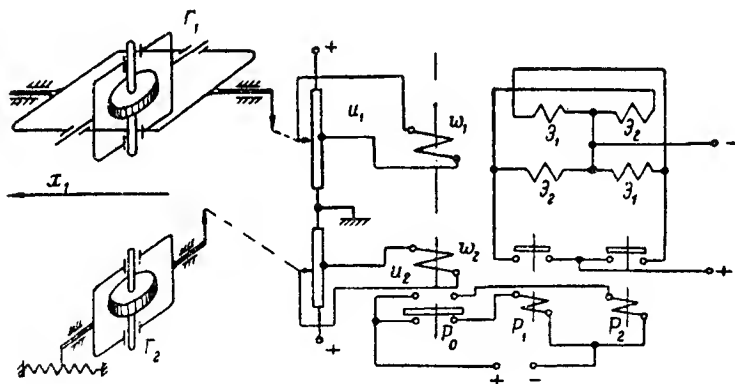 Г₁
+
u₁
w₁
Э₁ Э₂
−
Э₂ Э₁
x₁
w₂
u₂
+
Г₂
+
P₀ P₁ P₂
+ −